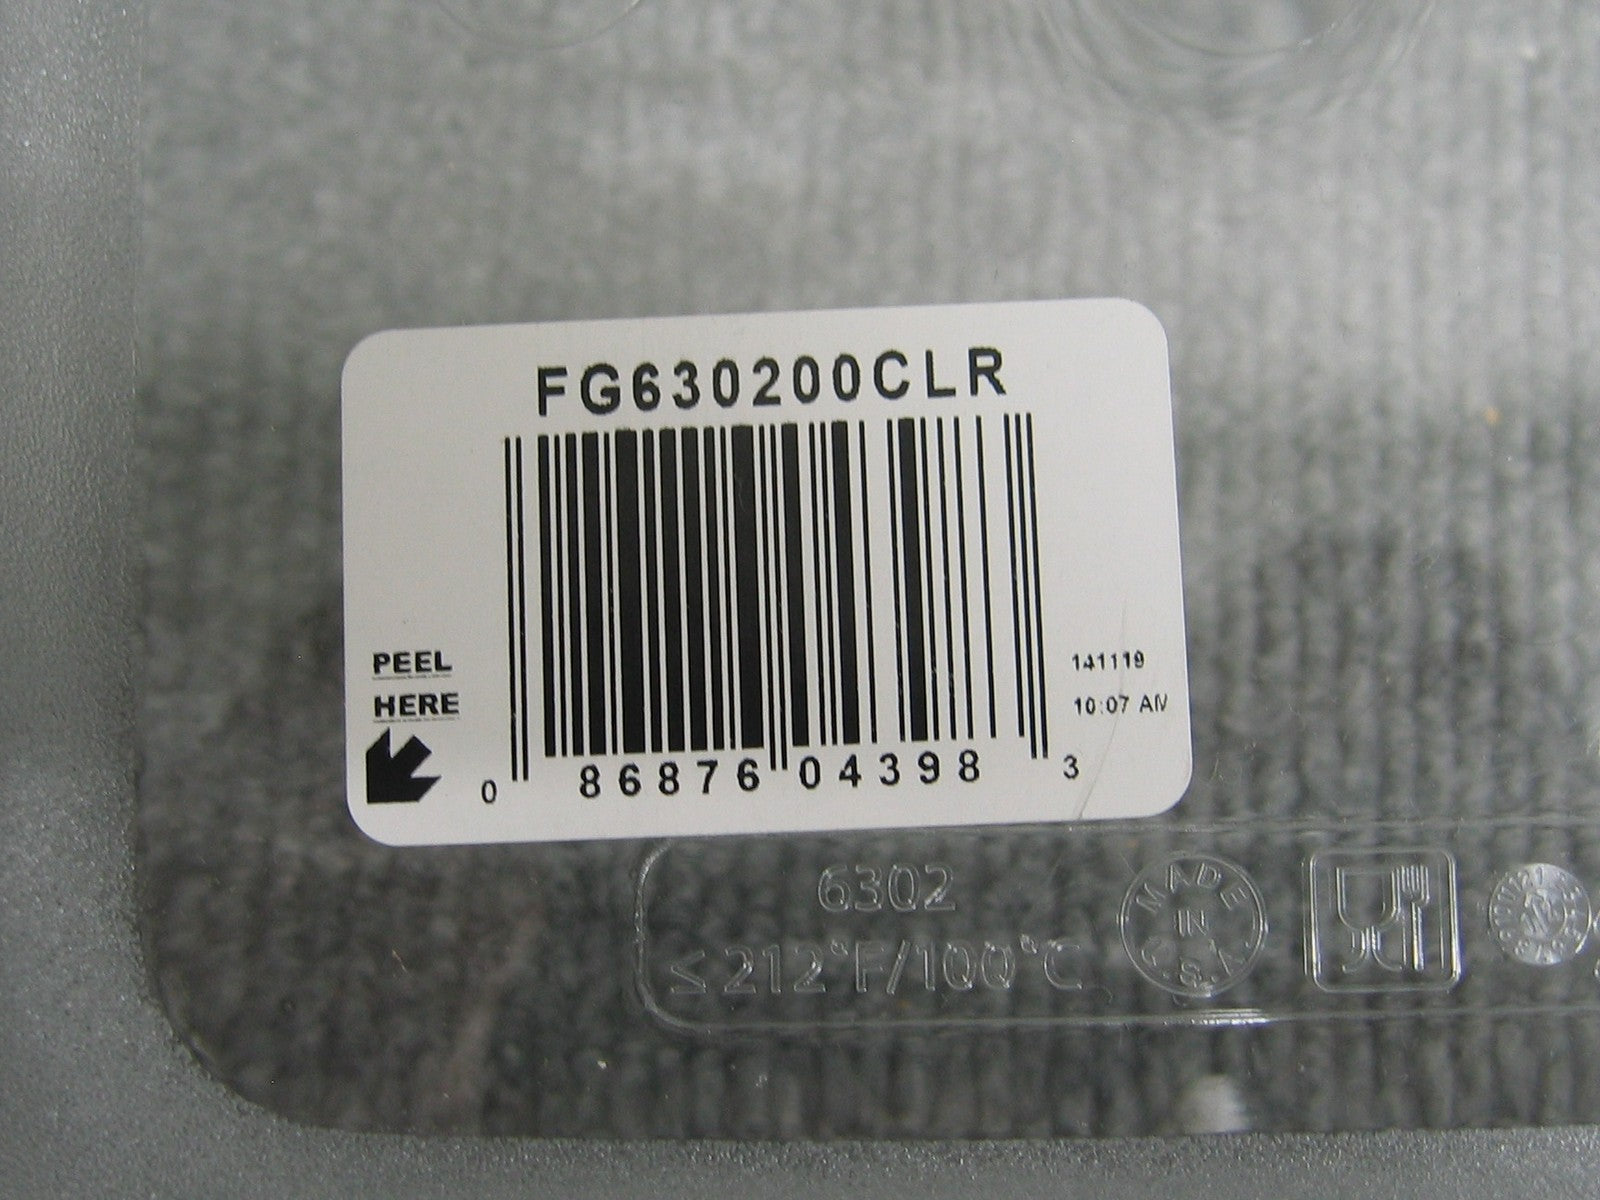 FG630200CLR
PEEL
HERE
141119
10:07 AM
0 86876 04398 3
6302
≤212°F/100°C
MADE
IN
U.S.A.